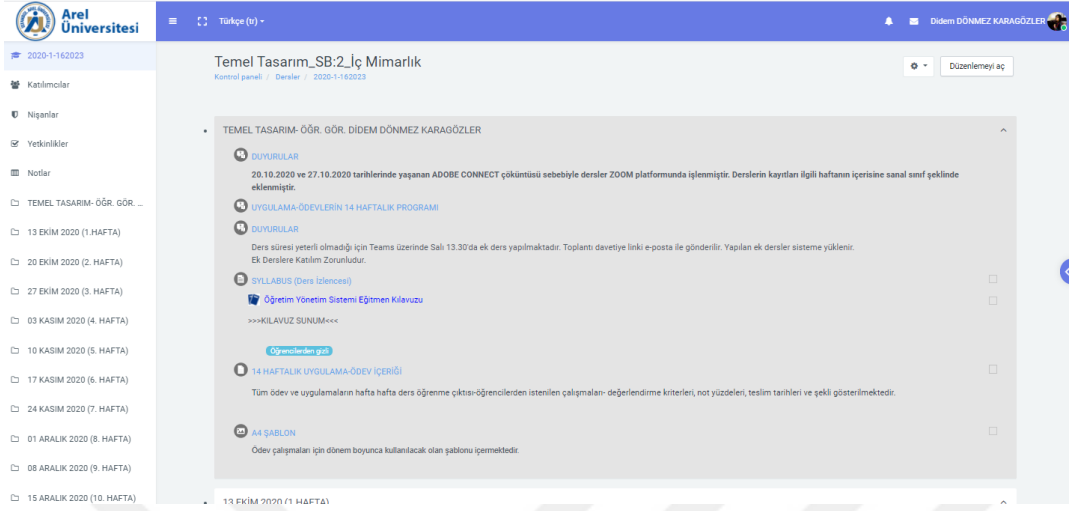 Arel
Üniversitesi
Türkçe (tr)
Didem DÖNMEZ KARAGÖZLER
2020-1-162023
Katılımcılar
Nişanlar
Yetkinlikler
Notlar
TEMEL TASARIM- ÖĞR. GÖR. ...
13 EKİM 2020 (1.HAFTA)
20 EKİM 2020 (2. HAFTA)
27 EKİM 2020 (3. HAFTA)
03 KASIM 2020 (4. HAFTA)
10 KASIM 2020 (5. HAFTA)
17 KASIM 2020 (6. HAFTA)
24 KASIM 2020 (7. HAFTA)
01 ARALIK 2020 (8. HAFTA)
08 ARALIK 2020 (9. HAFTA)
15 ARALIK 2020 (10. HAFTA)
Temel Tasarım_SB:2_İç Mimarlık
Kontrol paneli / Dersler / 2020-1-162023
Düzenlemeyi aç
TEMEL TASARIM- ÖĞR. GÖR. DİDEM DÖNMEZ KARAGÖZLER
DUYURULAR
20.10.2020 ve 27.10.2020 tarihlerinde yaşanan ADOBE CONNECT çöküntüsü sebebiyle dersler ZOOM platformunda işlenmiştir. Derslerin kayıtları ilgili haftanın içerisine sanal sınıf şeklinde
eklenmiştir.
UYGULAMA-ÖDEVLERİN 14 HAFTALIK PROGRAMI
DUYURULAR
Ders süresi yeterli olmadığı için Teams üzerinde Salı 13.30'da ek ders yapılmaktadır. Toplantı davetiye linki e-posta ile gönderilir. Yapılan ek dersler sisteme yüklenir.
Ek Derslere Katılım Zorunludur.
SYLLABUS (Ders İzlencesi)
Öğretim Yönetim Sistemi Eğitmen Kılavuzu
>>>KILAVUZ SUNUM<<<
Öğrencilerden gizli
14 HAFTALIK UYGULAMA-ÖDEV İÇERİĞİ
Tüm ödev ve uygulamaların hafta hafta ders öğrenme çıktısı-öğrencilerden istenilen çalışmaları- değerlendirme kriterleri, not yüzdeleri, teslim tarihleri ve şekli gösterilmektedir.
A4 ŞABLON
Ödev çalışmaları için dönem boyunca kullanılacak olan şablonu içermektedir.
13 EKİM 2020 (1.HAFTA)